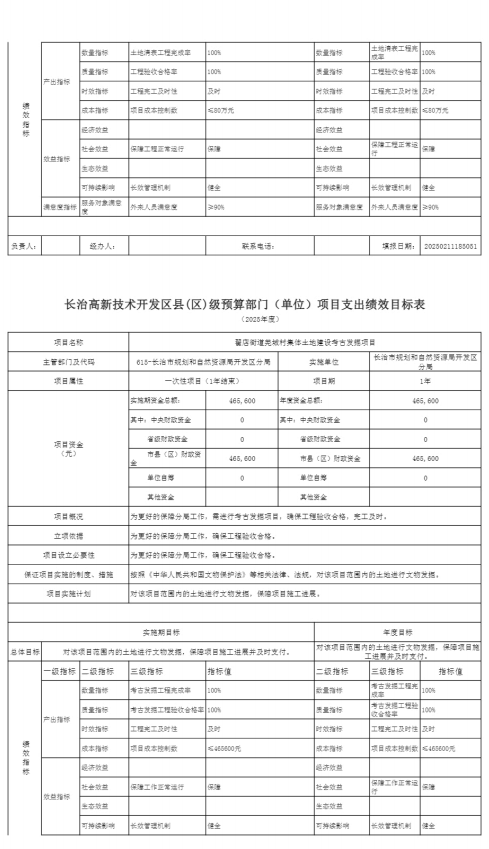 绩效指标 产出指标 数量指标 土地清表工程完成率 100% 数量指标 土地清表工程完成率 100%
质量指标 工程验收合格率 100% 质量指标 工程验收合格率 100%
时效指标 工程完工及时性 及时 时效指标 工程完工及时性 及时
成本指标 项目成本控制数 ≤80万元 成本指标 项目成本控制数 ≤80万元
效益指标 经济效益 经济效益
社会效益 保障工程正常运行 保障 社会效益 保障工程正常运行 保障
生态效益 生态效益
可持续影响 长效管理机制 健全 可持续影响 长效管理机制 健全
满意度指标 服务对象满意度 外来人员满意度 ≥90% 服务对象满意度 外来人员满意度 ≥90%
负责人： 经办人： 联系电话： 填报日期： 20250211185051
长治高新技术开发区县(区)级预算部门（单位）项目支出绩效目标表
（2025年度）
项目名称 街道 村集体土地建设考古发掘项目
主管部门及代码 613-长治市规划和自然资源局开发区分局 实施单位 长治市规划和自然资源局开发区分局
项目属性 一次性项目（1年结束） 项目期 1年
项目资金（元） 实施期资金总额： 465,600 年度资金总额： 465,600
其中：中央财政资金 0 其中：中央财政资金 0
省级财政资金 0 省级财政资金 0
市县（区）财政资金 465,600 市县（区）财政资金 465,600
单位自筹 0 单位自筹 0
其他资金 其他资金
项目概况 为更好的保障分局工作，需进行考古发掘项目，确保工程验收合格，完工及时。
立项依据 为更好的保障分局工作，确保工程验收合格。
项目设立必要性 为更好的保障分局工作，确保工程验收合格。
保证项目实施的制度、措施 按照《中华人民共和国文物保护法》等相关法律、法规，对该项目范围内的土地进行文物发掘。
项目实施计划 对该项目范围内的土地进行文物发掘，保障项目施工进展。
实施期目标 年度目标
总体目标 对该项目范围内的土地进行文物发掘，保障项目施工进展并及时支付。 对该项目范围内的土地进行文物发掘，保障项目施工进展并及时支付。
绩效指标 一级指标 二级指标 三级指标 指标值 二级指标 三级指标 指标值
产出指标 数量指标 考古发掘工程完成率 100% 数量指标 考古发掘工程完成率 100%
质量指标 考古发掘工程验收合格率 100% 质量指标 考古发掘工程验收合格率 100%
时效指标 工程完工及时性 及时 时效指标 工程完工及时性 及时
成本指标 项目成本控制数 ≤465600元 成本指标 项目成本控制数 ≤465600元
效益指标 经济效益 经济效益
社会效益 保障工作正常运行 保障 社会效益 保障工作正常运行 保障
生态效益 生态效益
可持续影响 长效管理机制 健全 可持续影响 长效管理机制 健全